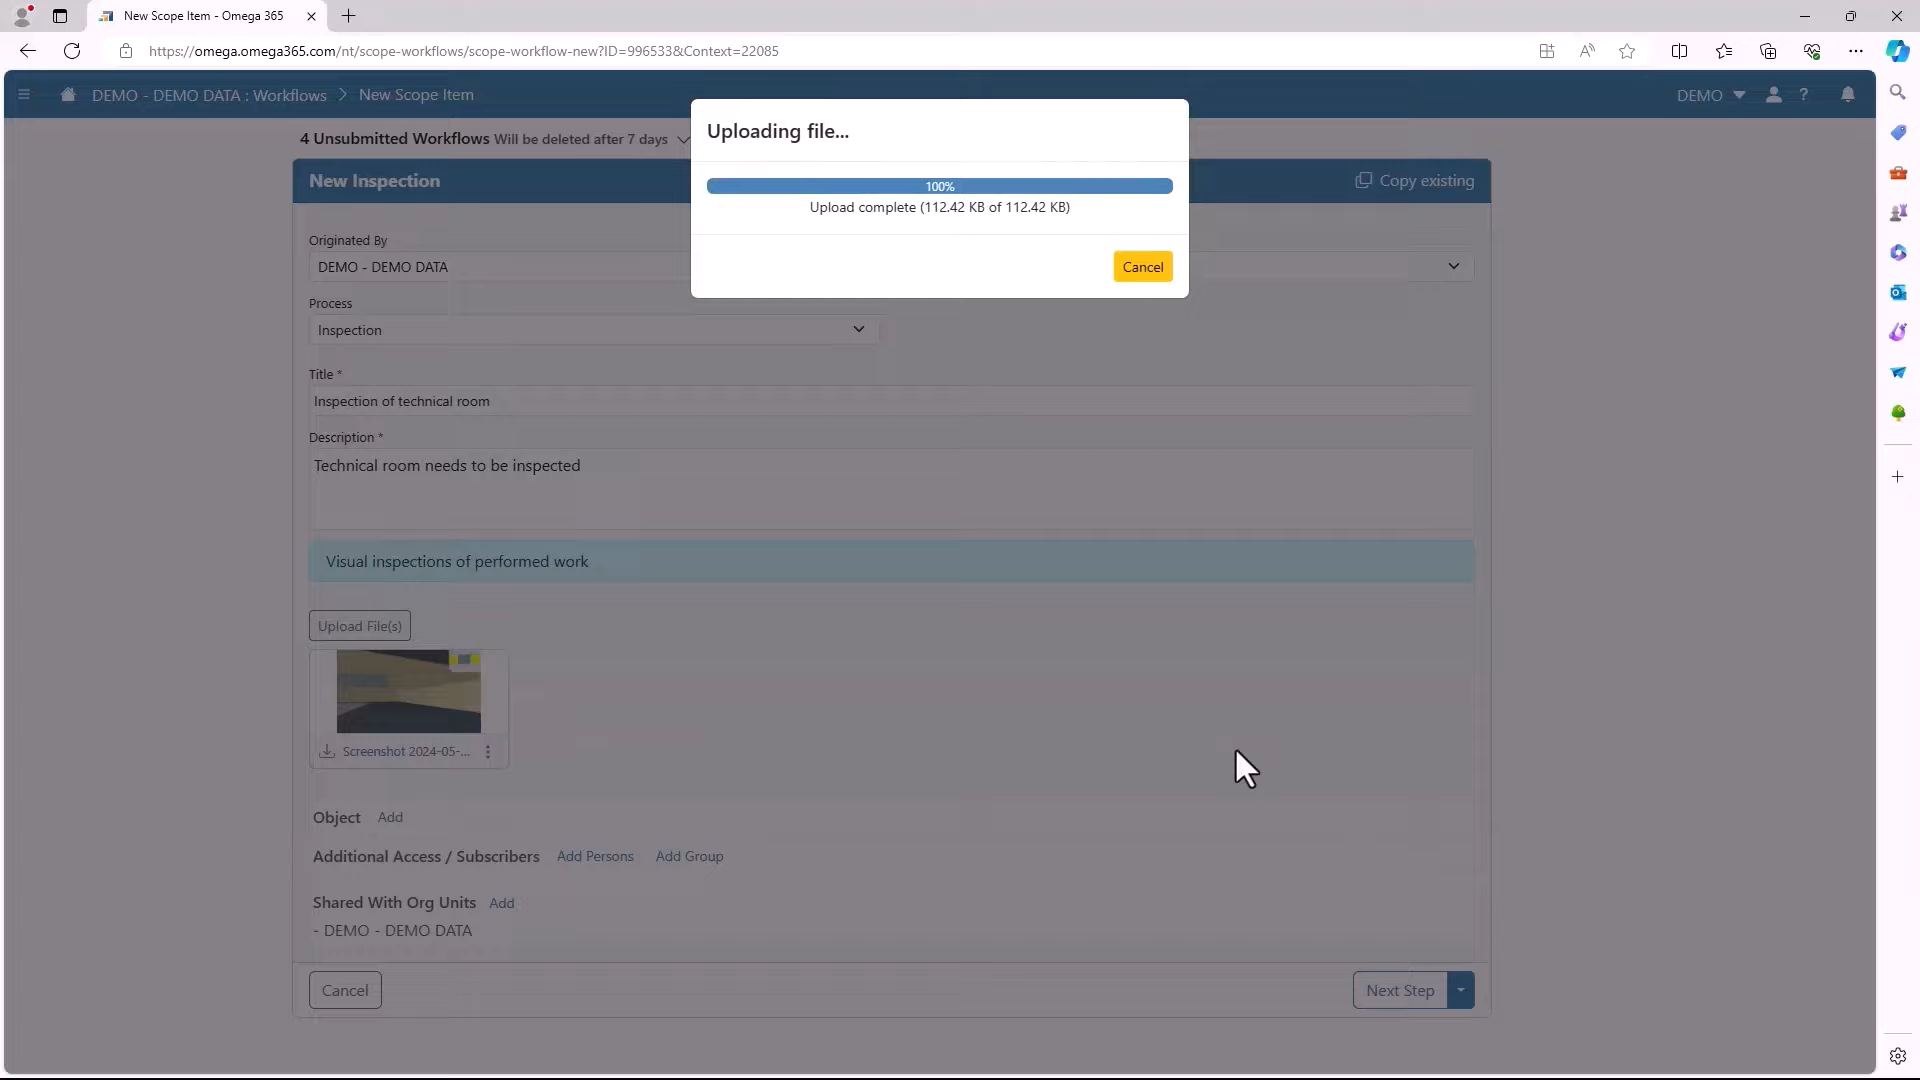 New Scope Item - Omega 365
https://omega.omega365.com/nt/scope-workflows/scope-workflow-new?ID=996533&Context=22085
DEMO - DEMO DATA : Workflows > New Scope Item
DEMO
?
4 Unsubmitted Workflows Will be deleted after 7 days
Uploading file...
100%
Upload complete (112.42 KB of 112.42 KB)
Cancel
New Inspection
Copy existing
Originated By
DEMO - DEMO DATA
Process
Inspection
Title *
Inspection of technical room
Description *
Technical room needs to be inspected
Visual inspections of performed work
Upload File(s)
Screenshot 2024-05-...
Object Add
Additional Access / Subscribers Add Persons Add Group
Shared With Org Units Add
- DEMO - DEMO DATA
Cancel
Next Step